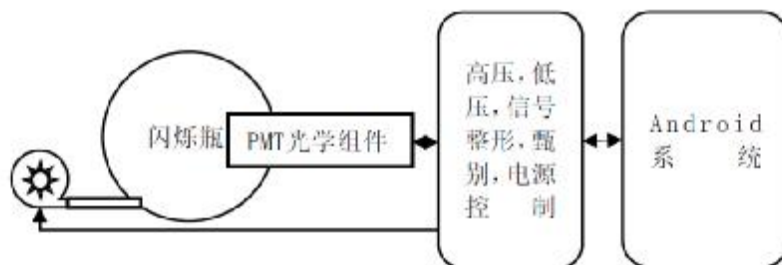 闪烁瓶
PMT光学组件
高压,低
压,信号
整形,甄
别,电源
控 制
Android
系 统